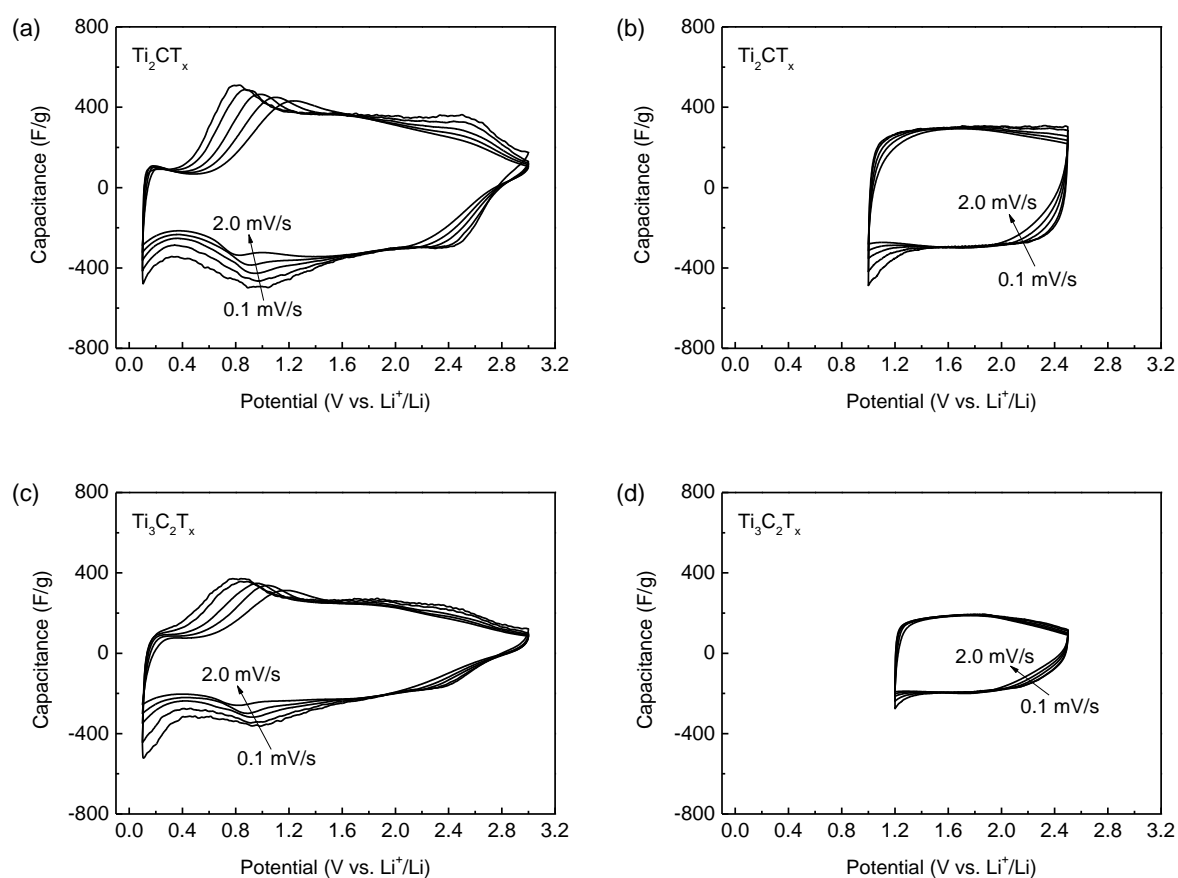 (a)
Ti₂CTₓ
800
400
0
-400
-800
Capacitance (F/g)
2.0 mV/s
0.1 mV/s
0.0 0.4 0.8 1.2 1.6 2.0 2.4 2.8 3.2
Potential (V vs. Li⁺/Li)
(b)
Ti₂CTₓ
800
400
0
-400
-800
Capacitance (F/g)
2.0 mV/s
0.1 mV/s
0.0 0.4 0.8 1.2 1.6 2.0 2.4 2.8 3.2
Potential (V vs. Li⁺/Li)
(c)
Ti₃C₂Tₓ
800
400
0
-400
-800
Capacitance (F/g)
2.0 mV/s
0.1 mV/s
0.0 0.4 0.8 1.2 1.6 2.0 2.4 2.8 3.2
Potential (V vs. Li⁺/Li)
(d)
Ti₃C₂Tₓ
800
400
0
-400
-800
Capacitance (F/g)
2.0 mV/s
0.1 mV/s
0.0 0.4 0.8 1.2 1.6 2.0 2.4 2.8 3.2
Potential (V vs. Li⁺/Li)